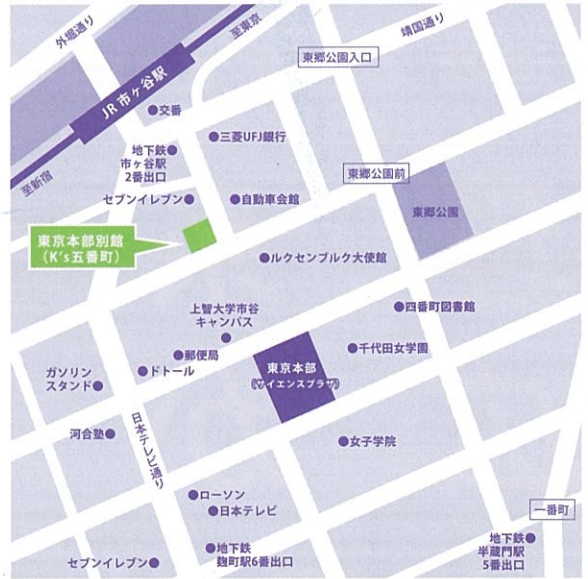 外堀通り
至東京
靖国通り
東郷公園入口
JR 市ヶ谷駅
交番
三菱UFJ銀行
地下鉄
市ヶ谷駅
2番出口
東郷公園前
至新宿
セブンイレブン
自動車会館
東郷公園
東京本部別館
(K's五番町)
ルクセンブルク大使館
上智大学市谷
キャンパス
四番町図書館
郵便局
千代田女学園
ガソリン
スタンド
ドトール
東京本部
(サイエンスプラザ)
河合塾
日本テレビ通り
女子学院
ローソン
日本テレビ
一番町
地下鉄
麹町駅6番出口
地下鉄
半蔵門駅
5番出口
セブンイレブン